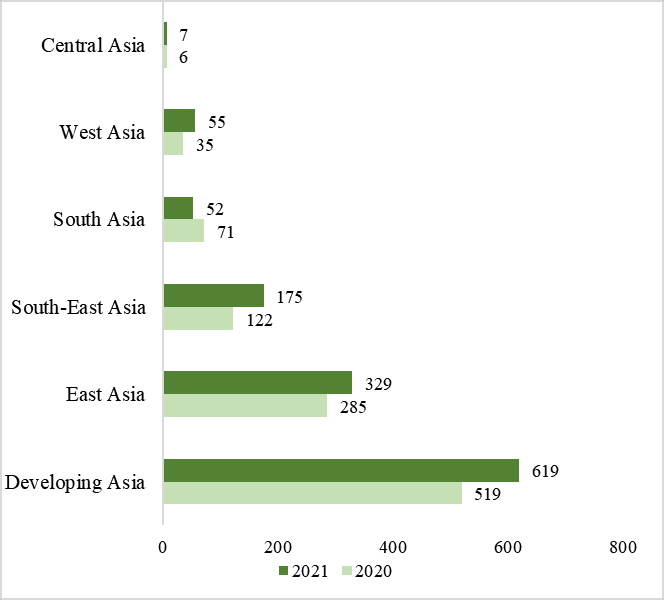 Central Asia
7
6
West Asia
55
35
South Asia
52
71
South-East Asia
175
122
East Asia
329
285
Developing Asia
619
519
0 200 400 600 800
2021 2020